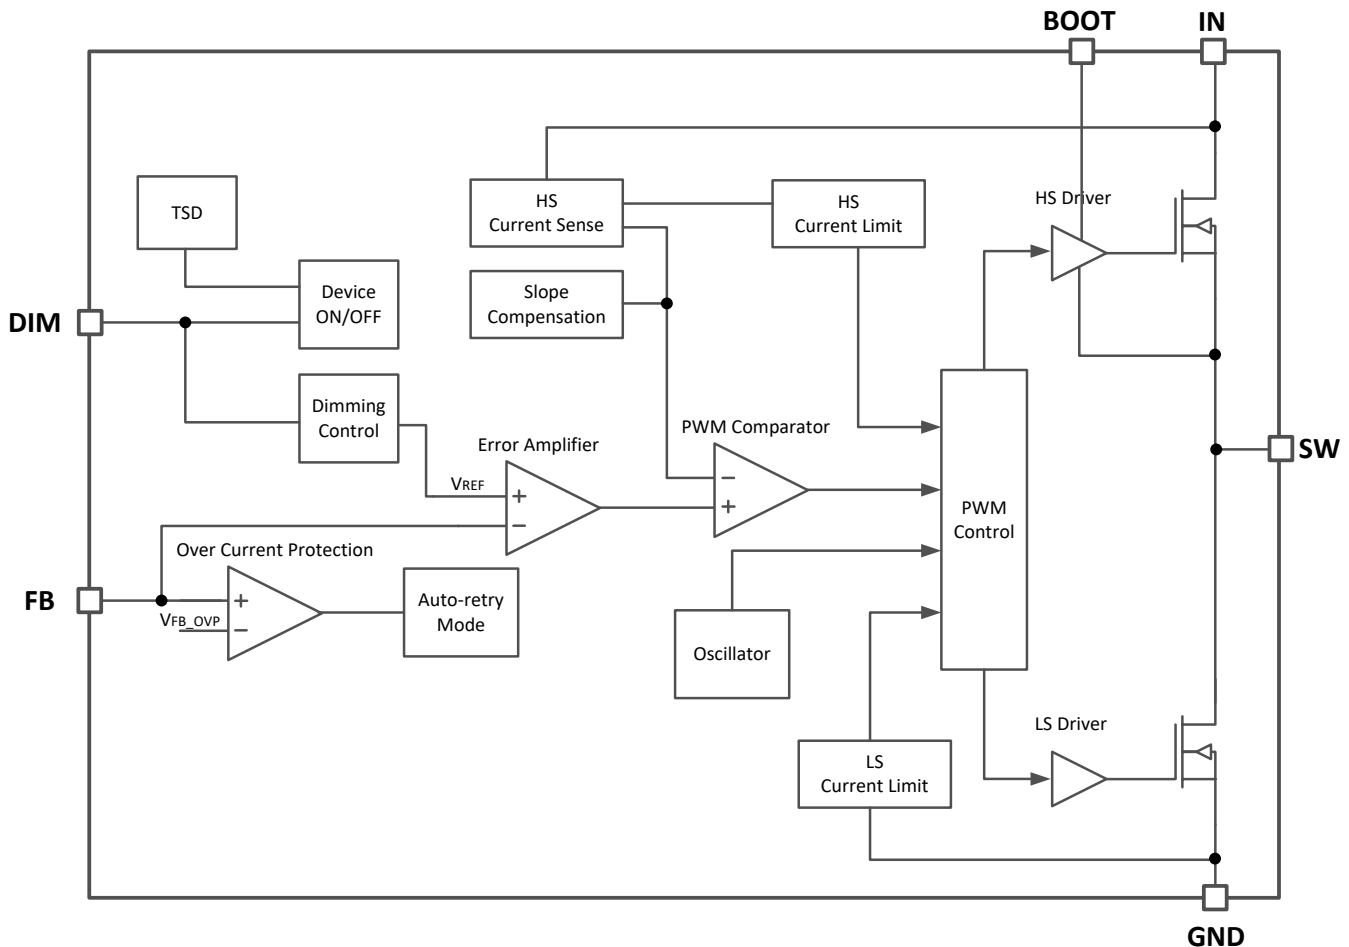 BOOT
IN
TSD
HS
Current Sense
HS
Current Limit
HS Driver
Device
ON/OFF
Slope
Compensation
DIM
Dimming
Control
Error Amplifier
PWM Comparator
SW
VREF
+
−
−
+
PWM
Control
Over Current Protection
FB
+
VFB_OVP
−
Auto-retry
Mode
Oscillator
LS Driver
LS
Current Limit
GND